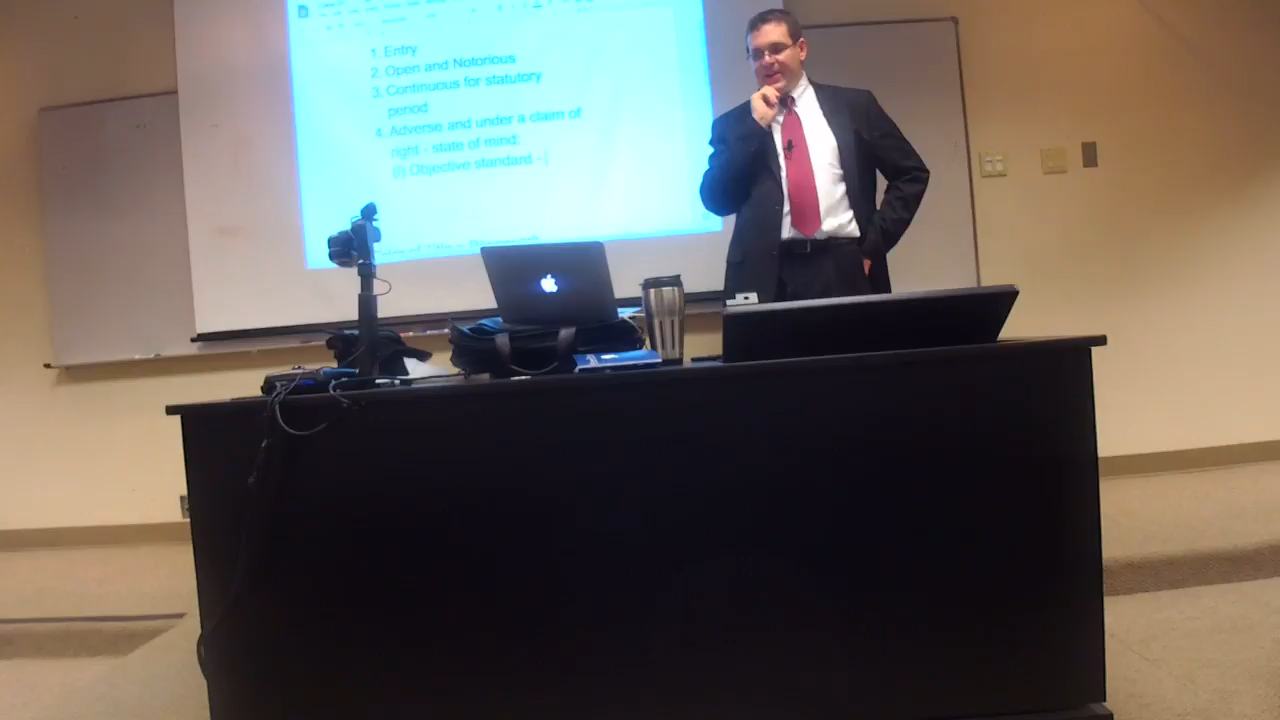 1. Entry
2. Open and Notorious
3. Continuous for statutory
period
4. Adverse and under a claim of
right - state of mind:
(i) Objective standard -